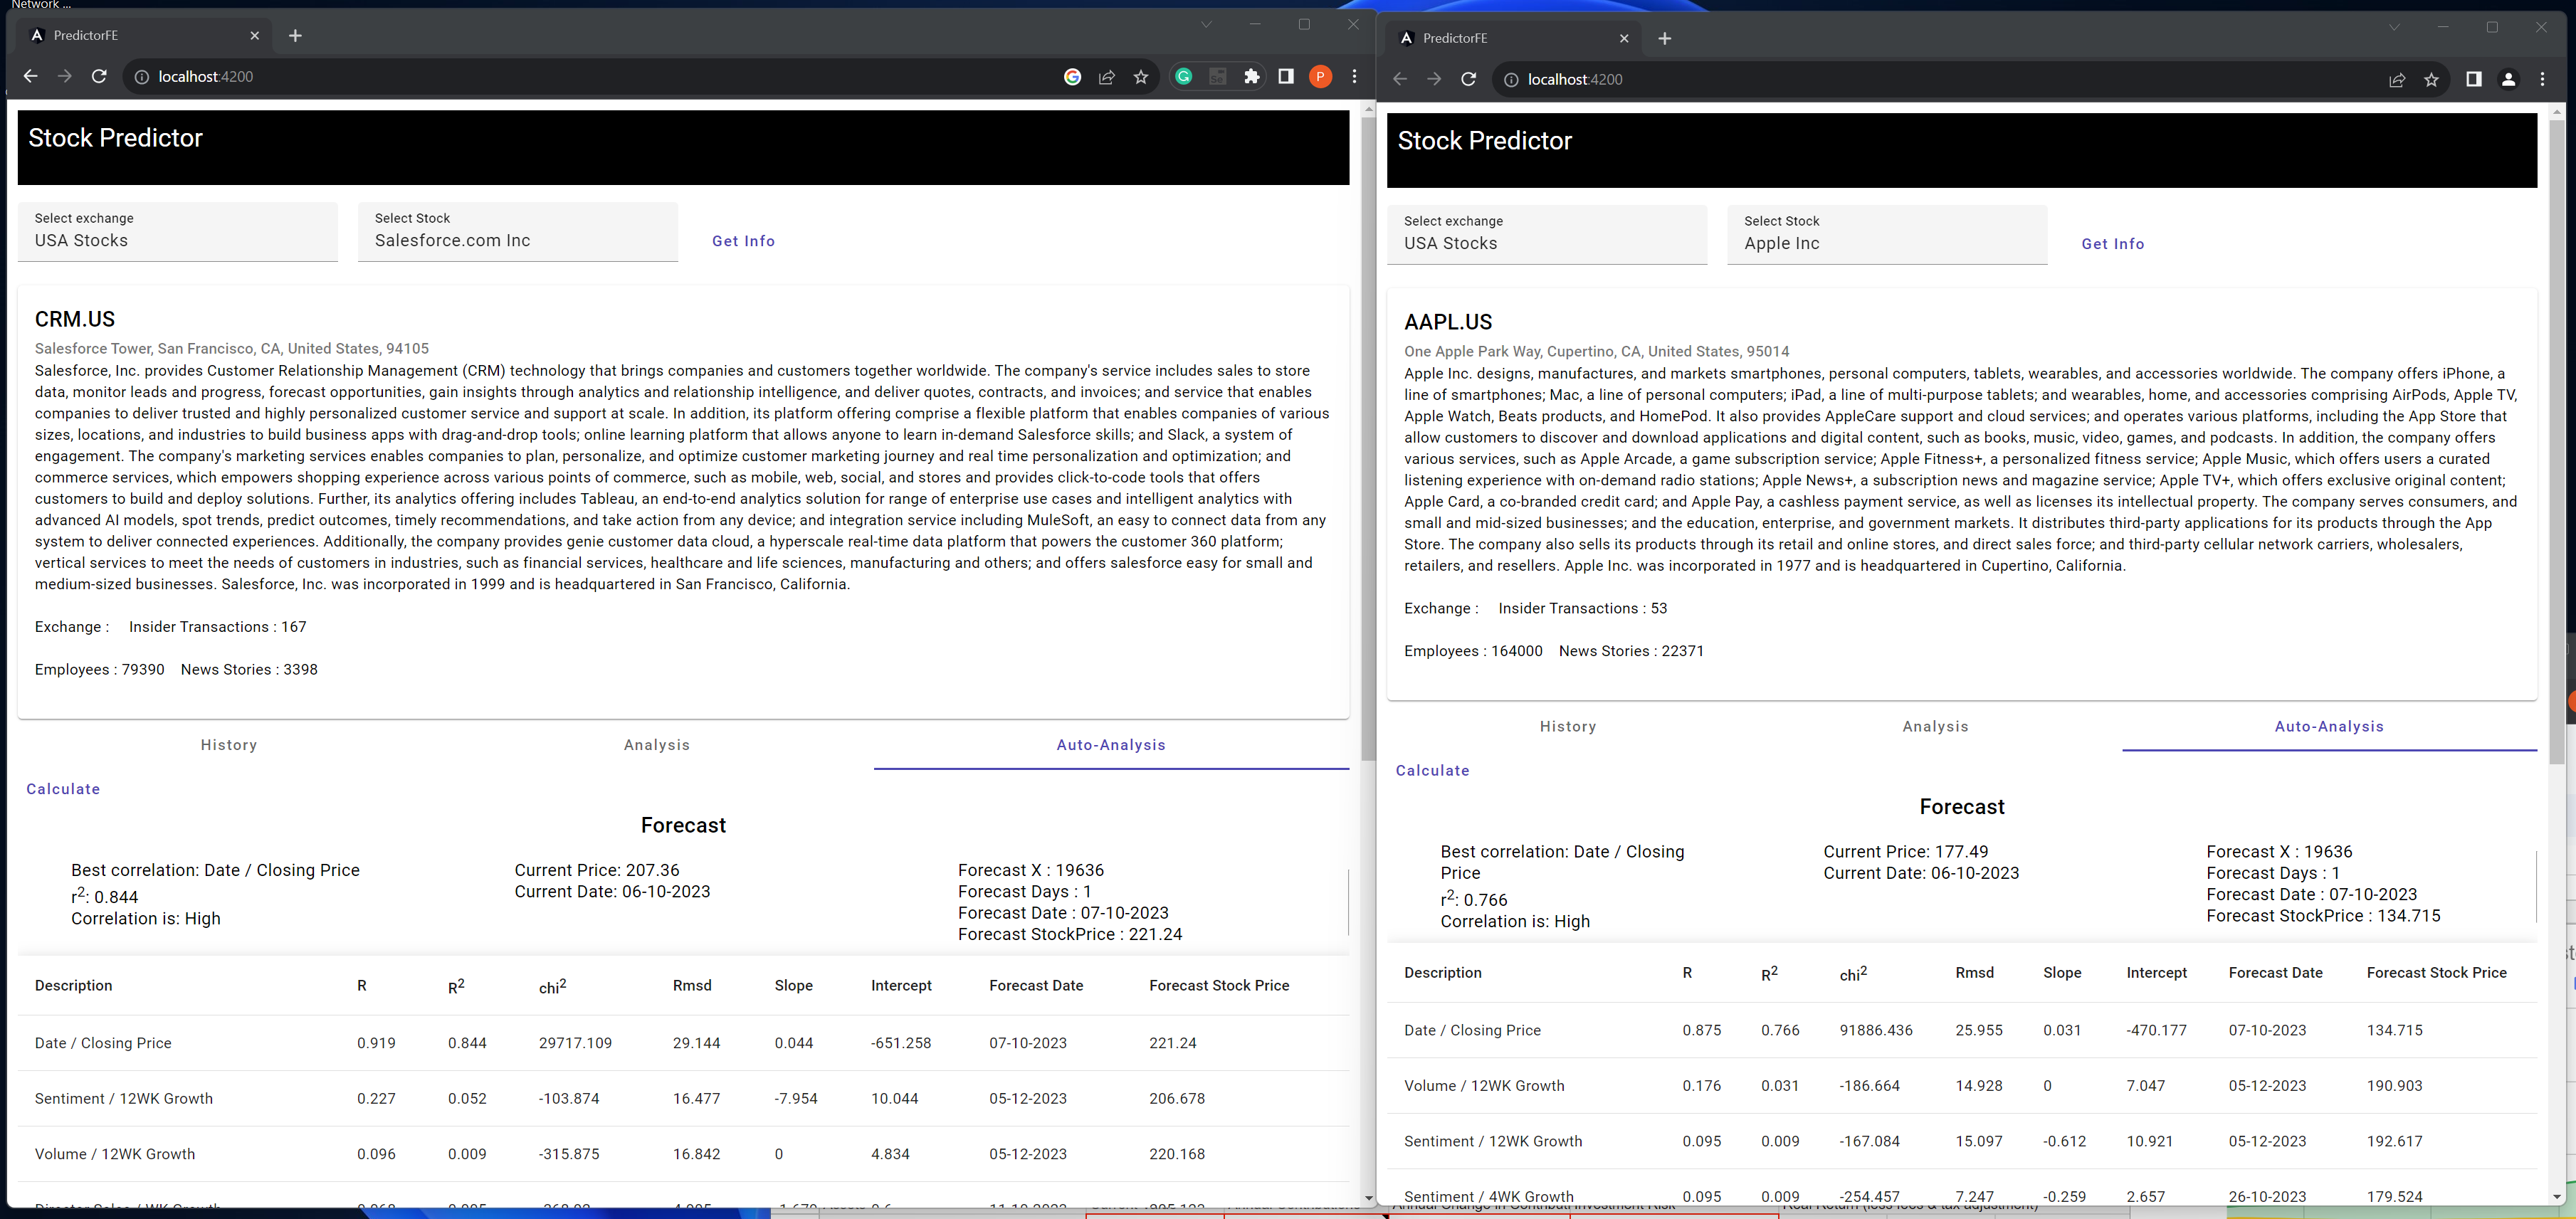 Network ...
PredictorFE
localhost:4200
P
Stock Predictor
Select exchange
USA Stocks
Select Stock
Salesforce.com Inc
Get Info
CRM.US
Salesforce Tower, San Francisco, CA, United States, 94105
Salesforce, Inc. provides Customer Relationship Management (CRM) technology that brings companies and customers together worldwide. The company's service includes sales to store
data, monitor leads and progress, forecast opportunities, gain insights through analytics and relationship intelligence, and deliver quotes, contracts, and invoices; and service that enables
companies to deliver trusted and highly personalized customer service and support at scale. In addition, its platform offering comprise a flexible platform that enables companies of various
sizes, locations, and industries to build business apps with drag-and-drop tools; online learning platform that allows anyone to learn in-demand Salesforce skills; and Slack, a system of
engagement. The company's marketing services enables companies to plan, personalize, and optimize customer marketing journey and real time personalization and optimization; and
commerce services, which empowers shopping experience across various points of commerce, such as mobile, web, social, and stores and provides click-to-code tools that offers
customers to build and deploy solutions. Further, its analytics offering includes Tableau, an end-to-end analytics solution for range of enterprise use cases and intelligent analytics with
advanced AI models, spot trends, predict outcomes, timely recommendations, and take action from any device; and integration service including MuleSoft, an easy to connect data from any
system to deliver connected experiences. Additionally, the company provides genie customer data cloud, a hyperscale real-time data platform that powers the customer 360 platform;
vertical services to meet the needs of customers in industries, such as financial services, healthcare and life sciences, manufacturing and others; and offers salesforce easy for small and
medium-sized businesses. Salesforce, Inc. was incorporated in 1999 and is headquartered in San Francisco, California.
Exchange : Insider Transactions : 167
Employees : 79390 News Stories : 3398
History Analysis Auto-Analysis
Calculate
Forecast
Best correlation: Date / Closing Price
r2: 0.844
Correlation is: High
Current Price: 207.36
Current Date: 06-10-2023
Forecast X : 19636
Forecast Days : 1
Forecast Date : 07-10-2023
Forecast StockPrice : 221.24
Description R R2 chi2 Rmsd Slope Intercept Forecast Date Forecast Stock Price
Date / Closing Price 0.919 0.844 29717.109 29.144 0.044 -651.258 07-10-2023 221.24
Sentiment / 12WK Growth 0.227 0.052 -103.874 16.477 -7.954 10.044 05-12-2023 206.678
Volume / 12WK Growth 0.096 0.009 -315.875 16.842 0 4.834 05-12-2023 220.168
PredictorFE
localhost:4200
Stock Predictor
Select exchange
USA Stocks
Select Stock
Apple Inc
Get Info
AAPL.US
One Apple Park Way, Cupertino, CA, United States, 95014
Apple Inc. designs, manufactures, and markets smartphones, personal computers, tablets, wearables, and accessories worldwide. The company offers iPhone, a
line of smartphones; Mac, a line of personal computers; iPad, a line of multi-purpose tablets; and wearables, home, and accessories comprising AirPods, Apple TV,
Apple Watch, Beats products, and HomePod. It also provides AppleCare support and cloud services; and operates various platforms, including the App Store that
allow customers to discover and download applications and digital content, such as books, music, video, games, and podcasts. In addition, the company offers
various services, such as Apple Arcade, a game subscription service; Apple Fitness+, a personalized fitness service; Apple Music, which offers users a curated
listening experience with on-demand radio stations; Apple News+, a subscription news and magazine service; Apple TV+, which offers exclusive original content;
Apple Card, a co-branded credit card; and Apple Pay, a cashless payment service, as well as licenses its intellectual property. The company serves consumers, and
small and mid-sized businesses; and the education, enterprise, and government markets. It distributes third-party applications for its products through the App
Store. The company also sells its products through its retail and online stores, and direct sales force; and third-party cellular network carriers, wholesalers,
retailers, and resellers. Apple Inc. was incorporated in 1977 and is headquartered in Cupertino, California.
Exchange : Insider Transactions : 53
Employees : 164000 News Stories : 22371
History Analysis Auto-Analysis
Calculate
Forecast
Best correlation: Date / Closing
Price
r2: 0.766
Correlation is: High
Current Price: 177.49
Current Date: 06-10-2023
Forecast X : 19636
Forecast Days : 1
Forecast Date : 07-10-2023
Forecast StockPrice : 134.715
Description R R2 chi2 Rmsd Slope Intercept Forecast Date Forecast Stock Price
Date / Closing Price 0.875 0.766 91886.436 25.955 0.031 -470.177 07-10-2023 134.715
Volume / 12WK Growth 0.176 0.031 -186.664 14.928 0 7.047 05-12-2023 190.903
Sentiment / 12WK Growth 0.095 0.009 -167.084 15.097 -0.612 10.921 05-12-2023 192.617
Sentiment / 4WK Growth 0.095 0.009 -254.457 7.247 -0.259 2.657 26-10-2023 179.524